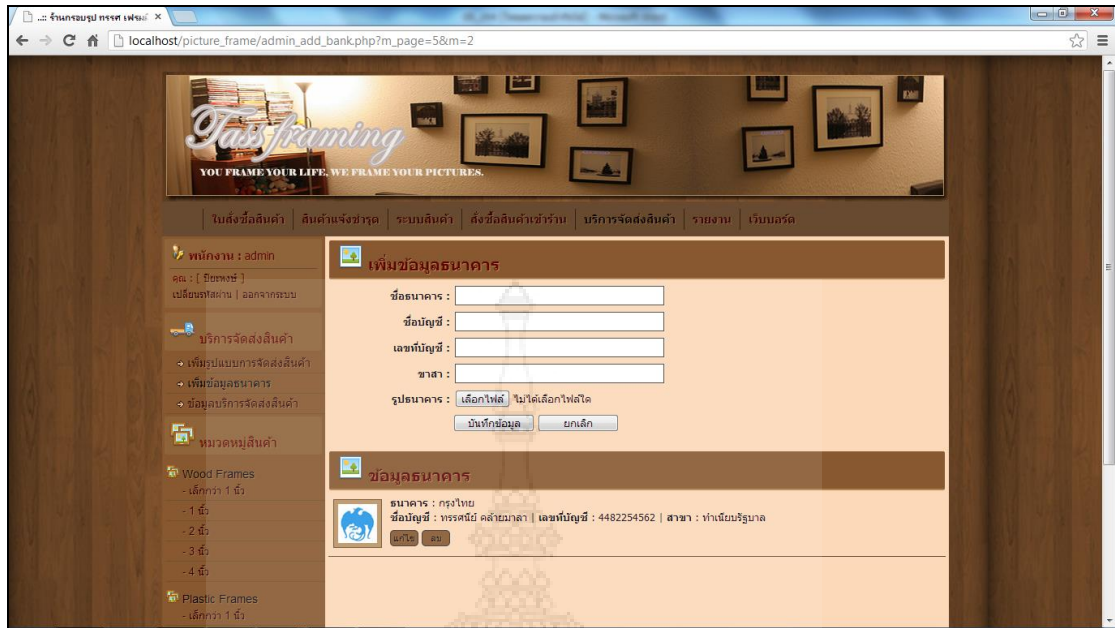 ..:: ร้านกรอบรูป ทรรศ เฟรม
localhost/picture_frame/admin_add_bank.php?m_page=5&m=2
Tass framing
YOU FRAME YOUR LIFE, WE FRAME YOUR PICTURES.
ใบสั่งซื้อสินค้า | สินค้าแจ้งชำรุด | ระบบสินค้า | สั่งซื้อสินค้าเข้าร้าน | บริการจัดส่งสินค้า | รายงาน | เว็บบอร์ด
พนักงาน : admin
คุณ : [ ปิยะพงษ์ ]
เปลี่ยนรหัสผ่าน | ออกจากระบบ
บริการจัดส่งสินค้า
เพิ่มรูปแบบการจัดส่งสินค้า
เพิ่มข้อมูลธนาคาร
ข้อมูลบริการจัดส่งสินค้า
หมวดหมู่สินค้า
Wood Frames
- เล็กกว่า 1 นิ้ว
- 1 นิ้ว
- 2 นิ้ว
- 3 นิ้ว
- 4 นิ้ว
Plastic Frames
- เล็กกว่า 1 นิ้ว
เพิ่มข้อมูลธนาคาร
ชื่อธนาคาร :
ชื่อบัญชี :
เลขที่บัญชี :
ขาสา :
รูปธนาคาร : เลือกไฟล์ ไม่ได้เลือกไฟล์ใด
บันทึกข้อมูล ยกเลิก
ข้อมูลธนาคาร
ธนาคาร : กรุงไทย
ชื่อบัญชี : ทรรศนีย์ คล้ายมาลา | เลขที่บัญชี : 4482254562 | สาขา : ทำเนียบรัฐบาล
แก้ไข ลบ